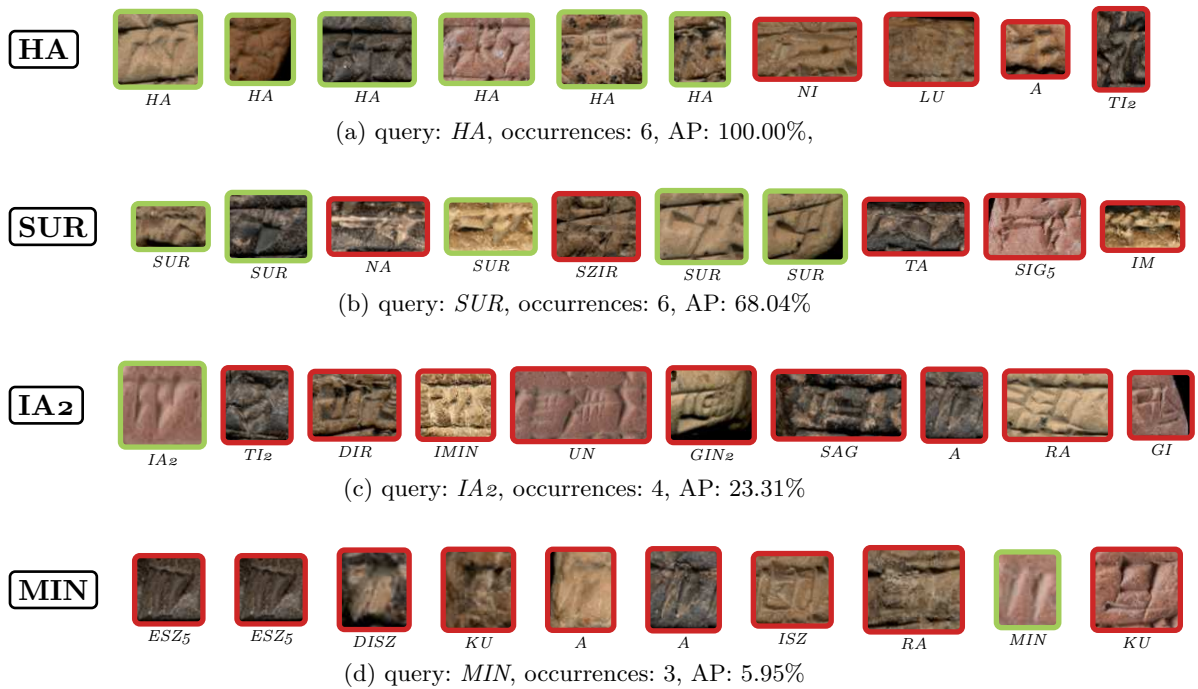 HA
HA HA HA HA HA HA NI LU A TI2
(a) query: HA, occurrences: 6, AP: 100.00%,
SUR
SUR SUR NA SUR SZIR SUR SUR TA SIG5 IM
(b) query: SUR, occurrences: 6, AP: 68.04%
IA2
IA2 TI2 DIR IMIN UN GIN2 SAG A RA GI
(c) query: IA2, occurrences: 4, AP: 23.31%
MIN
ESZ5 ESZ5 DISZ KU A A ISZ RA MIN KU
(d) query: MIN, occurrences: 3, AP: 5.95%